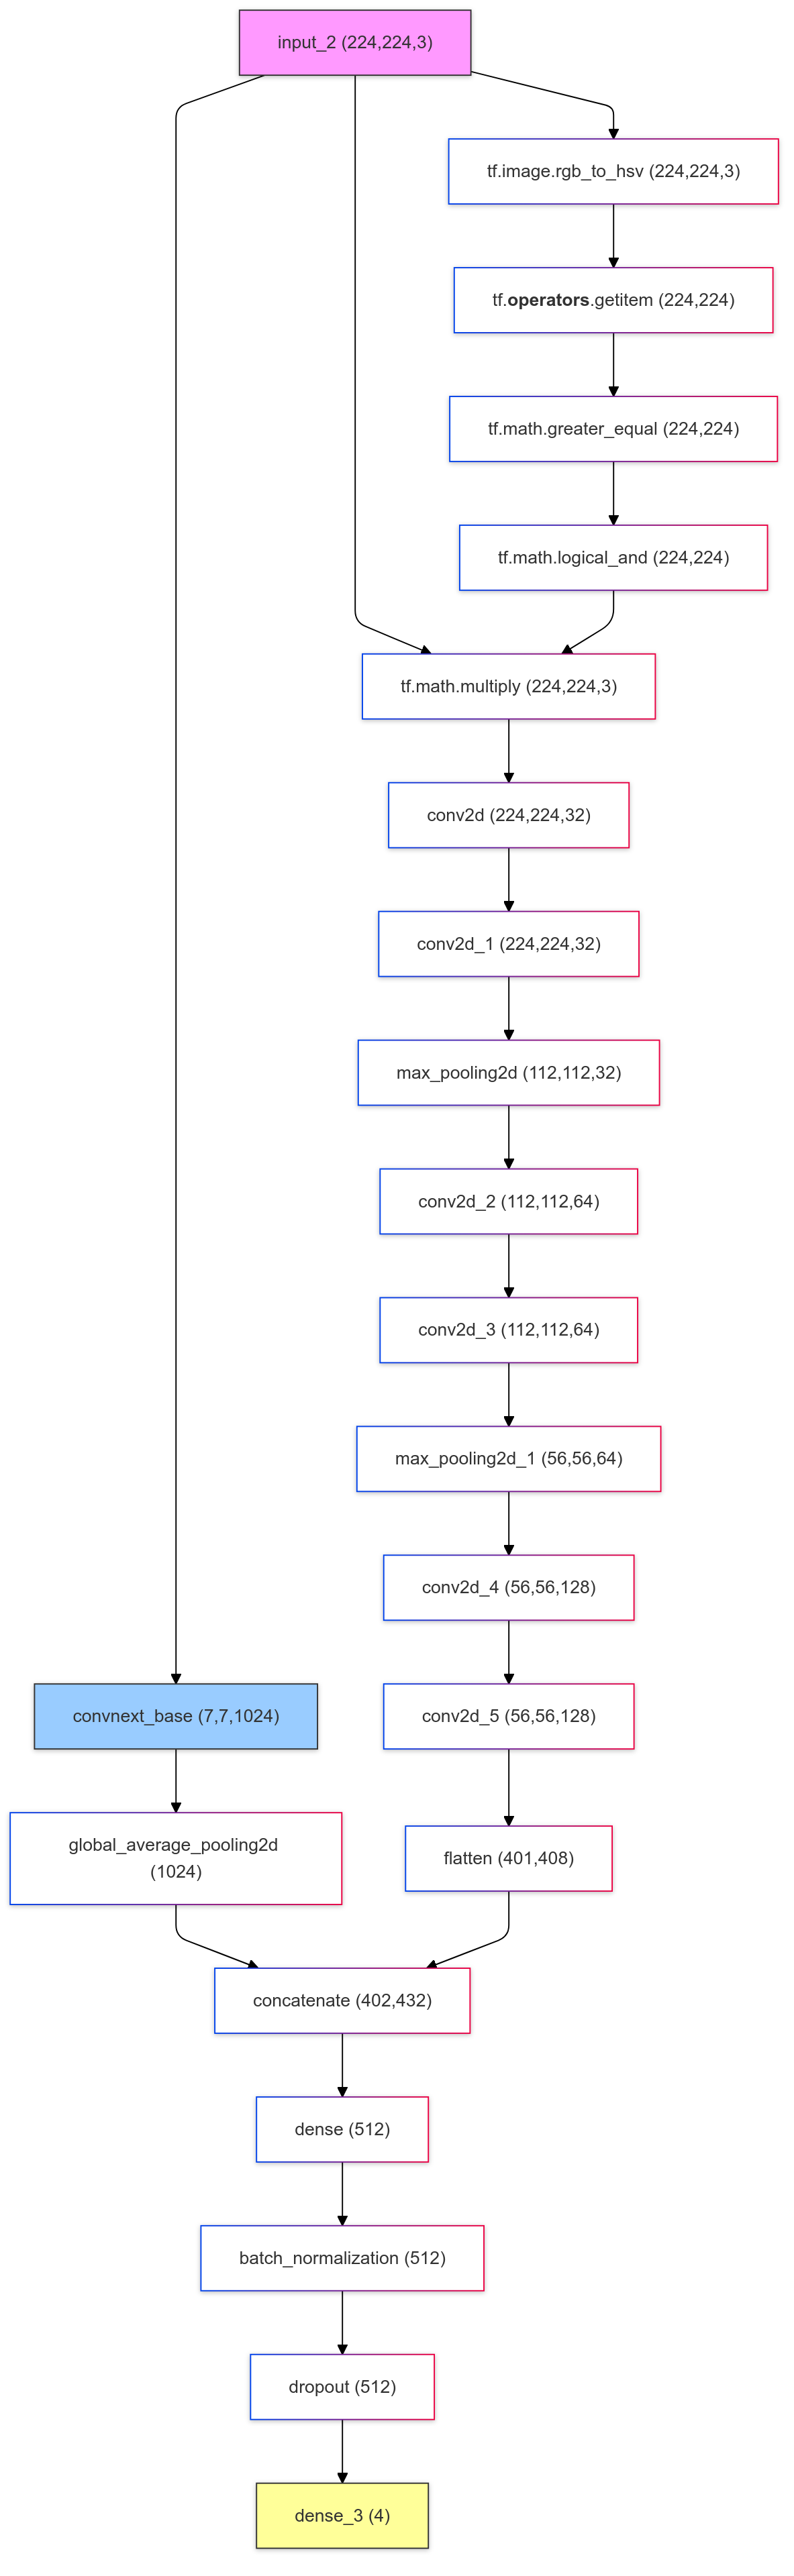 input_2 (224,224,3)
tf.image.rgb_to_hsv (224,224,3)
tf.operators.getitem (224,224)
tf.math.greater_equal (224,224)
tf.math.logical_and (224,224)
tf.math.multiply (224,224,3)
conv2d (224,224,32)
conv2d_1 (224,224,32)
max_pooling2d (112,112,32)
conv2d_2 (112,112,64)
conv2d_3 (112,112,64)
max_pooling2d_1 (56,56,64)
conv2d_4 (56,56,128)
convnext_base (7,7,1024)
conv2d_5 (56,56,128)
global_average_pooling2d
(1024)
flatten (401,408)
concatenate (402,432)
dense (512)
batch_normalization (512)
dropout (512)
dense_3 (4)